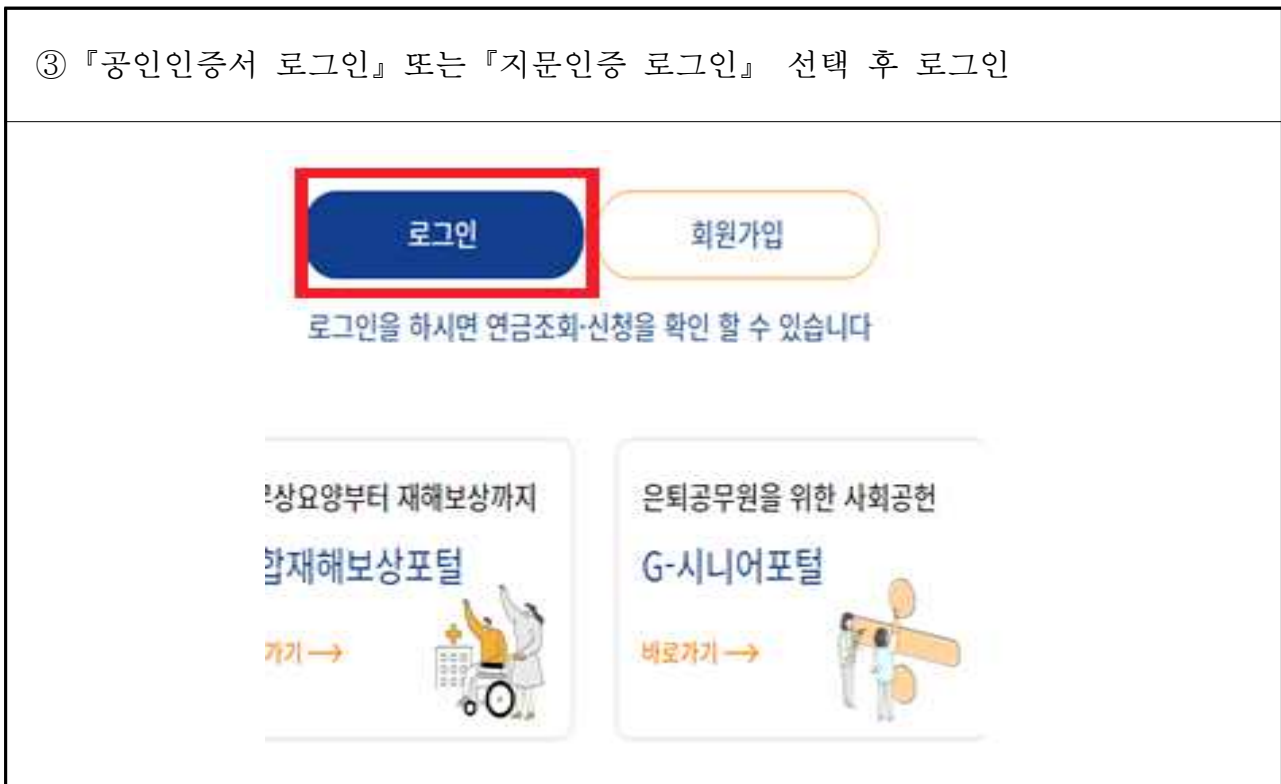 ③『공인인증서 로그인』또는『지문인증 로그인』 선택 후 로그인
로그인
회원가입
로그인을 하시면 연금조회·신청을 확인 할 수 있습니다
상요양부터 재해보상까지
합재해보상포털
가기 →
은퇴공무원을 위한 사회공헌
G-시니어포털
바로가기 →